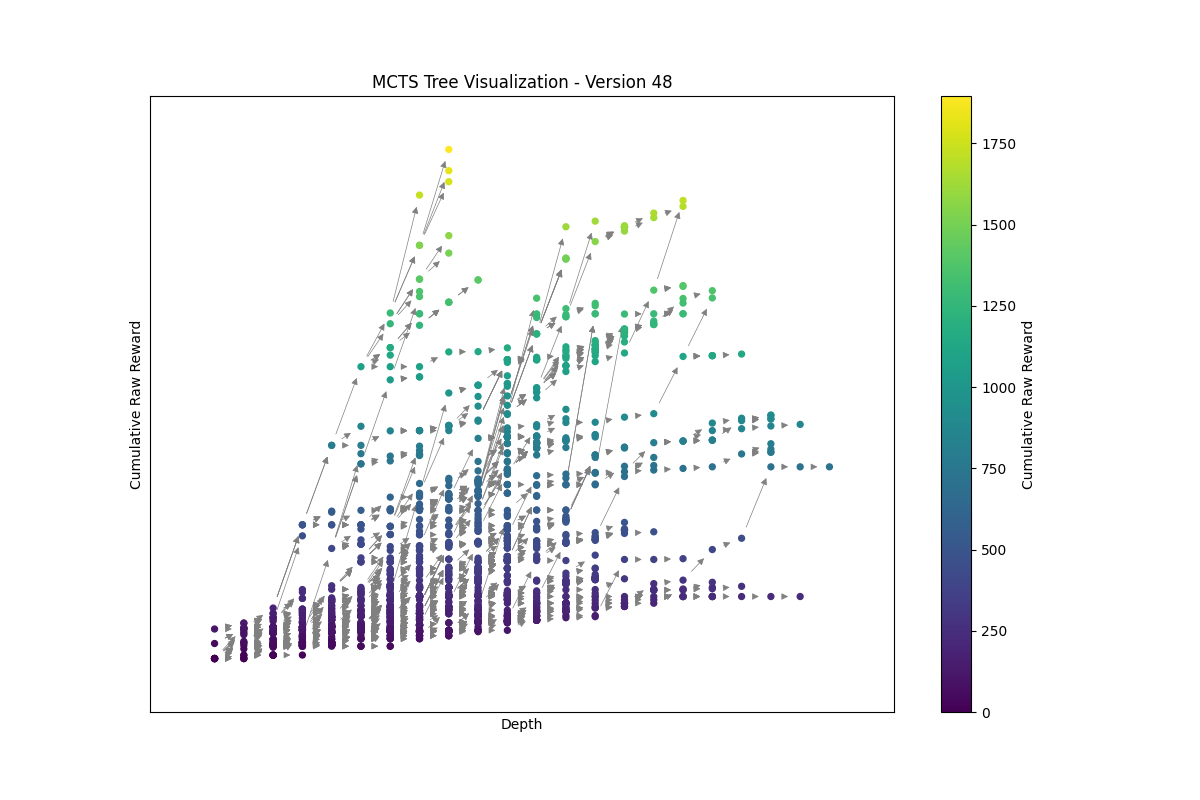 MCTS Tree Visualization - Version 48
Cumulative Raw Reward
Depth
1750
1500
1250
1000
750
500
250
0
Cumulative Raw Reward